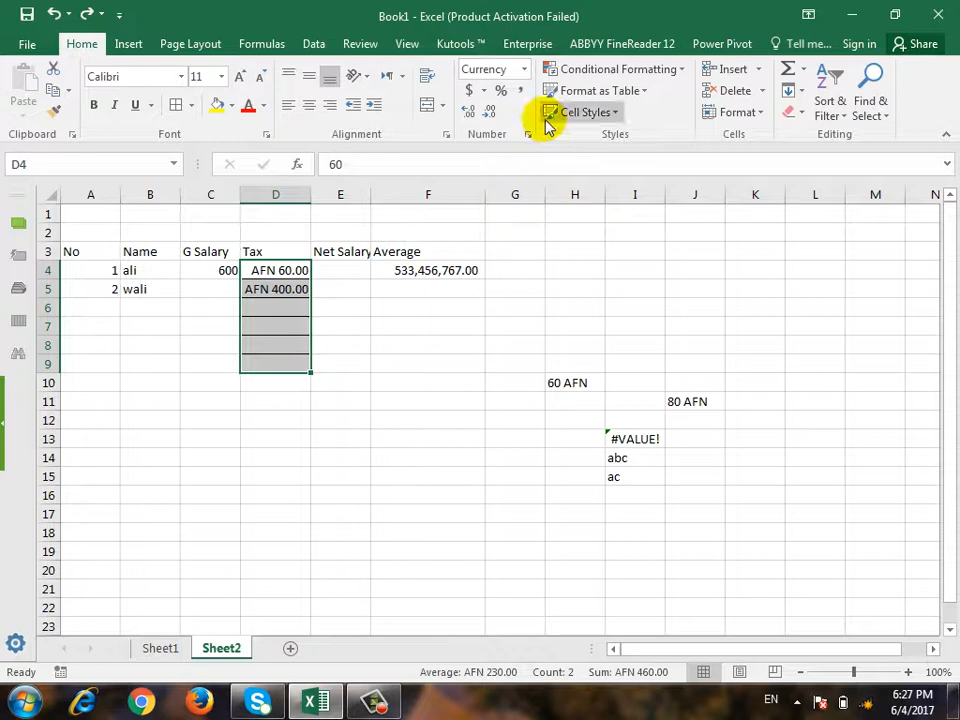 Book1 - Excel (Product Activation Failed)
File Home Insert Page Layout Formulas Data Review View Kutools ™ Enterprise ABBYY FineReader 12 Power Pivot Tell me... Sign in Share
Paste
Calibri 11
B I U
A A
Currency
$ % ,
Conditional Formatting
Format as Table
Cell Styles
Insert
Delete
Format
Sort & Filter
Find & Select
Clipboard Font Alignment Number Styles Cells Editing
D4 fx 60
A B C D E F G H I J K L M N
1
2
3 No Name G Salary Tax Net Salary Average
4 1 ali 600 AFN 60.00 533,456,767.00
5 2 wali AFN 400.00
6
7
8
9
10 60 AFN
11 80 AFN
12
13 #VALUE!
14 abc
15 ac
16
17
18
19
20
21
22
23
Sheet1 Sheet2
Ready Average: AFN 230.00 Count: 2 Sum: AFN 460.00 100%
EN 6:27 PM
6/4/2017